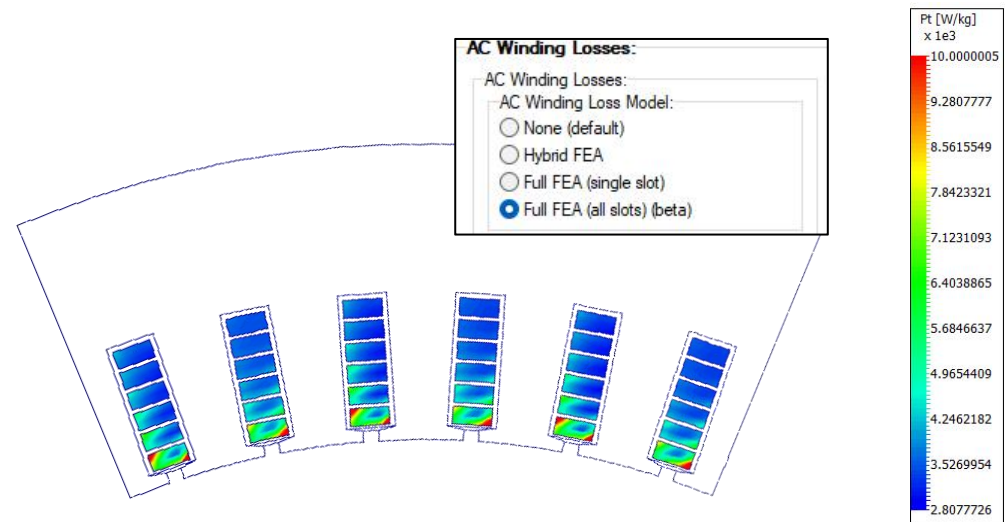 AC Winding Losses:
AC Winding Losses:
AC Winding Loss Model:
None (default)
Hybrid FEA
Full FEA (single slot)
Full FEA (all slots) (beta)
Pt [W/kg]
x 1e3
10.0000005
9.2807777
8.5615549
7.8423321
7.1231093
6.4038865
5.6846637
4.9654409
4.2462182
3.5269954
2.8077726